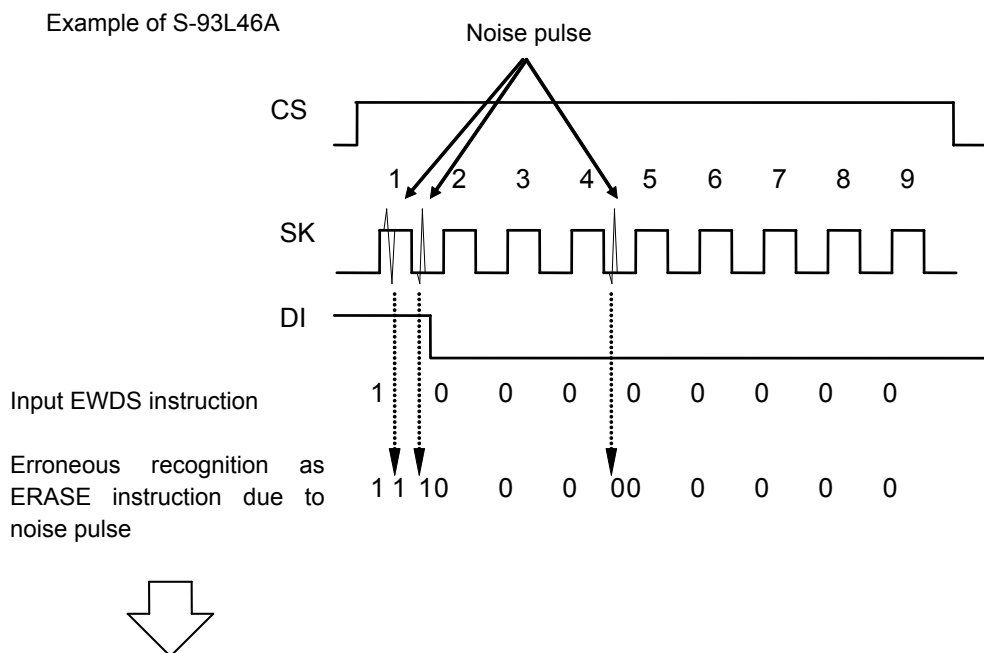 Example of S-93L46A
Noise pulse
CS
1 2 3 4 5 6 7 8 9
SK
DI
Input EWDS instruction
1 0 0 0 0 0 0 0 0
Erroneous recognition as
ERASE instruction due to
noise pulse
1 1 10 0 0 00 0 0 0 0